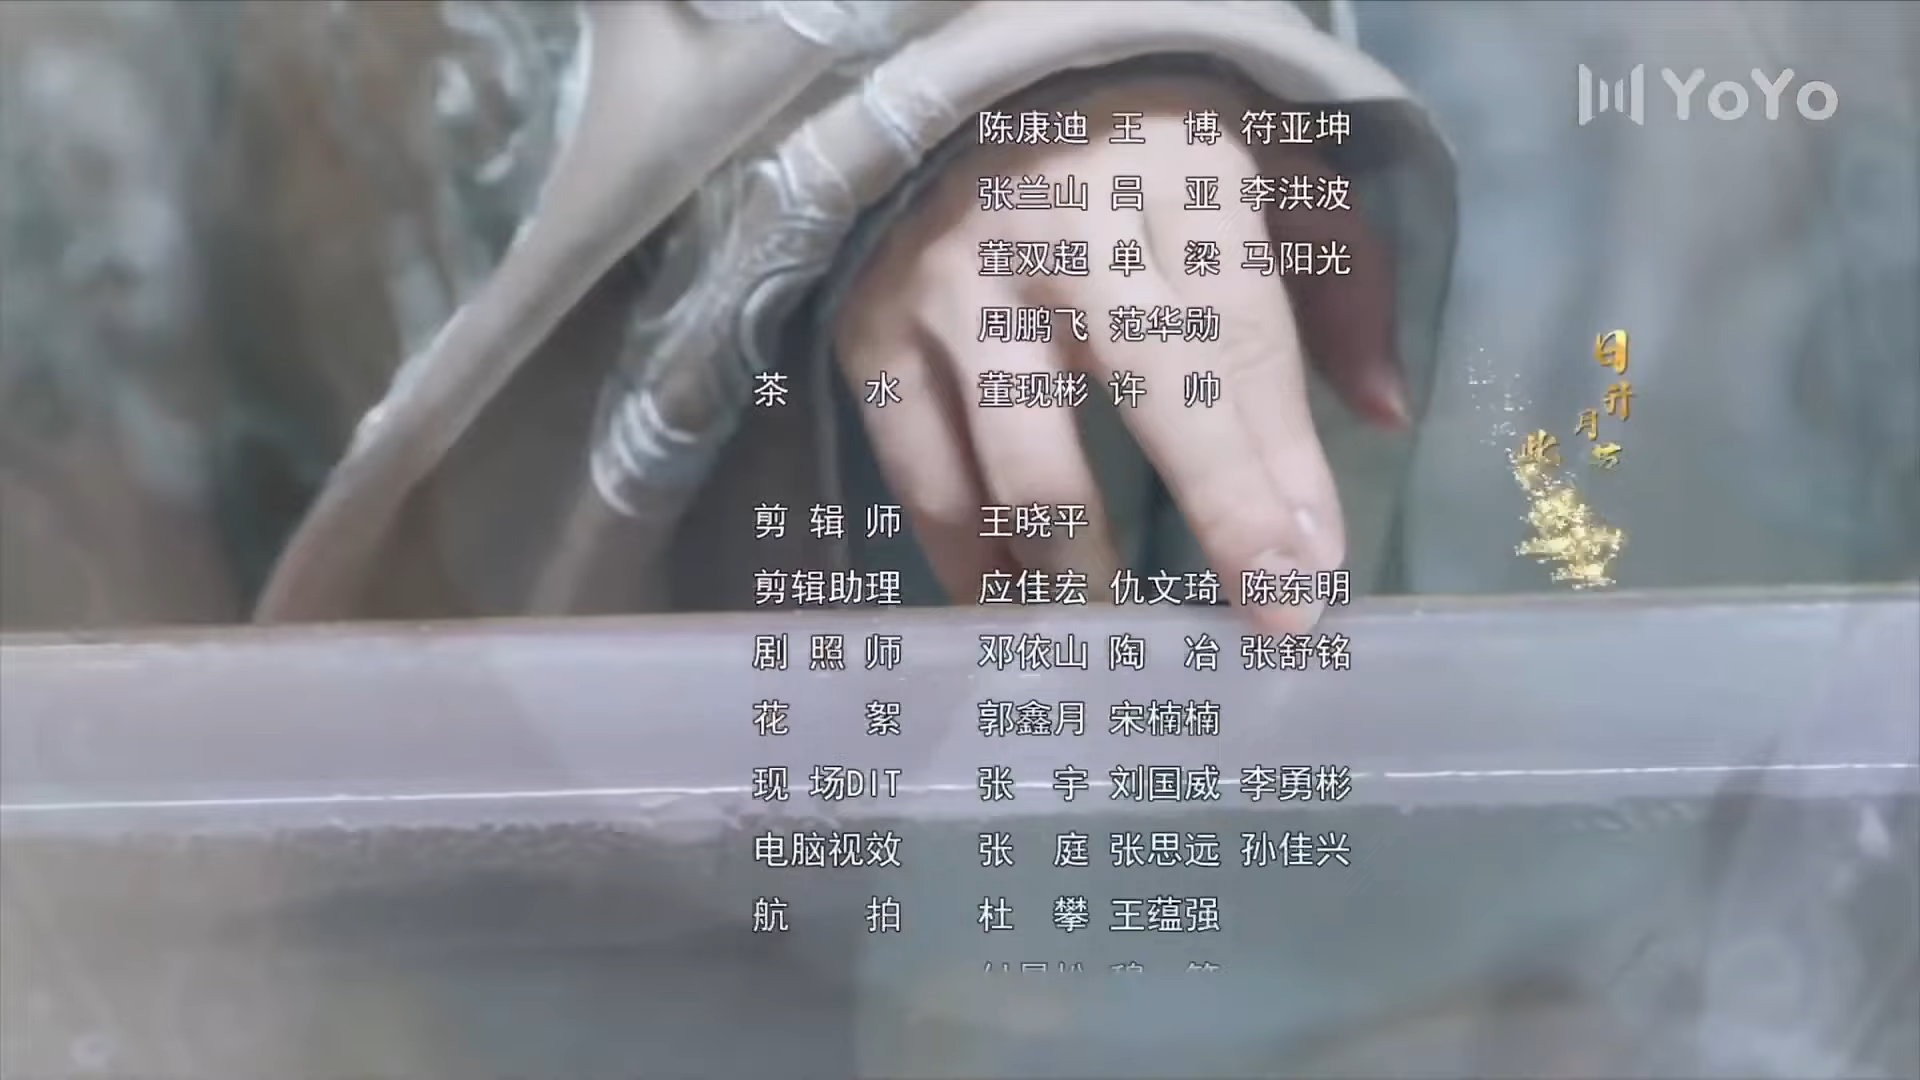 YoYo
陈康迪 王 博 符亚坤
张兰山 吕 亚 李洪波
董双超 单 梁 马阳光
周鹏飞 范华勋
茶 水 董现彬 许 帅
剪 辑 师 王晓平
剪辑助理 应佳宏 仇文琦 陈东明
剧 照 师 邓依山 陶 冶 张舒铭
花 絮 郭鑫月 宋楠楠
现 场DIT 张 宇 刘国威 李勇彬
电脑视效 张 庭 张思远 孙佳兴
航 拍 杜 攀 王蕴强
日升
月
此